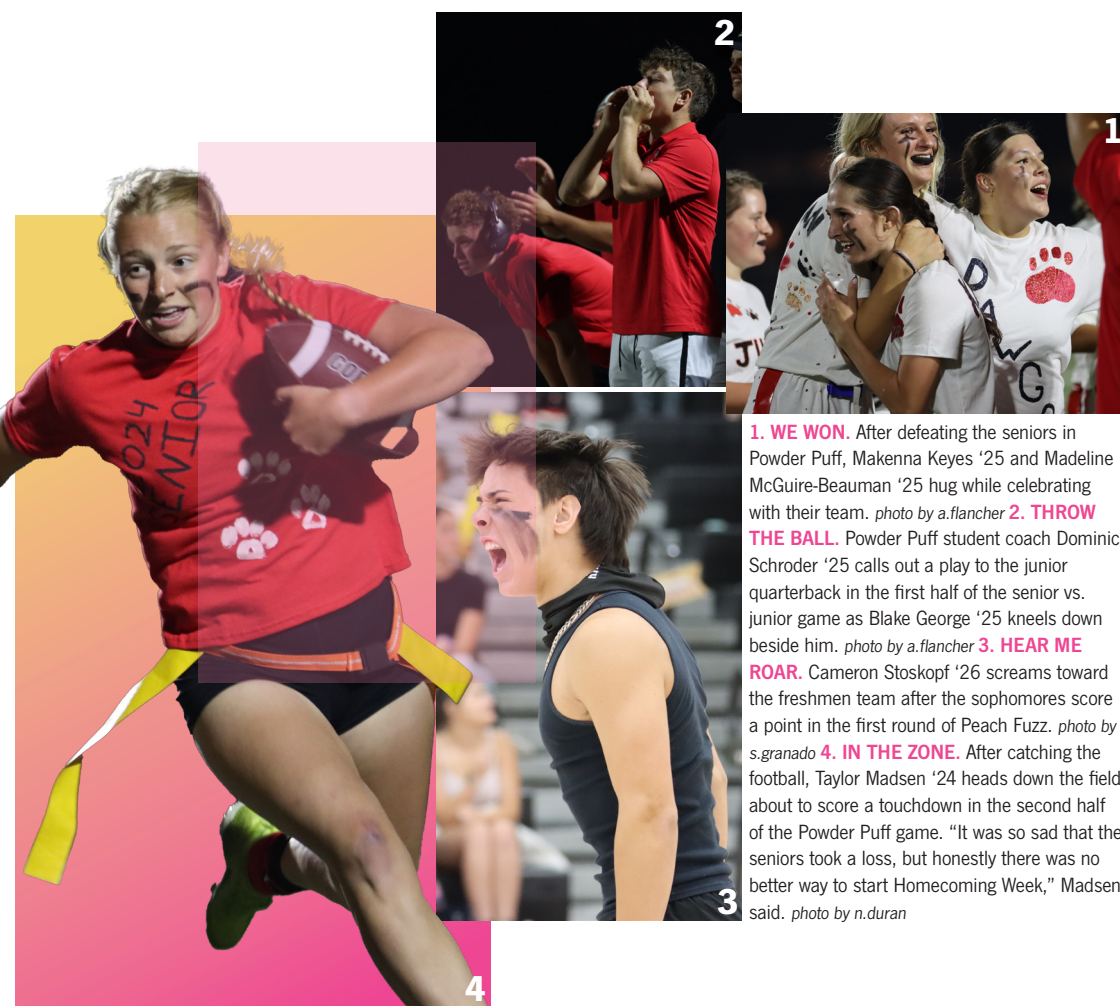 2
1
JU
DAWGS
2024
SENIOR
3
4
1. WE WON. After defeating the seniors in
Powder Puff, Makenna Keyes ‘25 and Madeline
McGuire-Beauman ‘25 hug while celebrating
with their team. photo by a.flancher 2. THROW
THE BALL. Powder Puff student coach Dominic
Schroder ‘25 calls out a play to the junior
quarterback in the first half of the senior vs.
junior game as Blake George ‘25 kneels down
beside him. photo by a.flancher 3. HEAR ME
ROAR. Cameron Stoskopf ‘26 screams toward
the freshmen team after the sophomores score
a point in the first round of Peach Fuzz. photo by
s.granado 4. IN THE ZONE. After catching the
football, Taylor Madsen ‘24 heads down the field
about to score a touchdown in the second half
of the Powder Puff game. “It was so sad that the
seniors took a loss, but honestly there was no
better way to start Homecoming Week,” Madsen
said. photo by n.duran